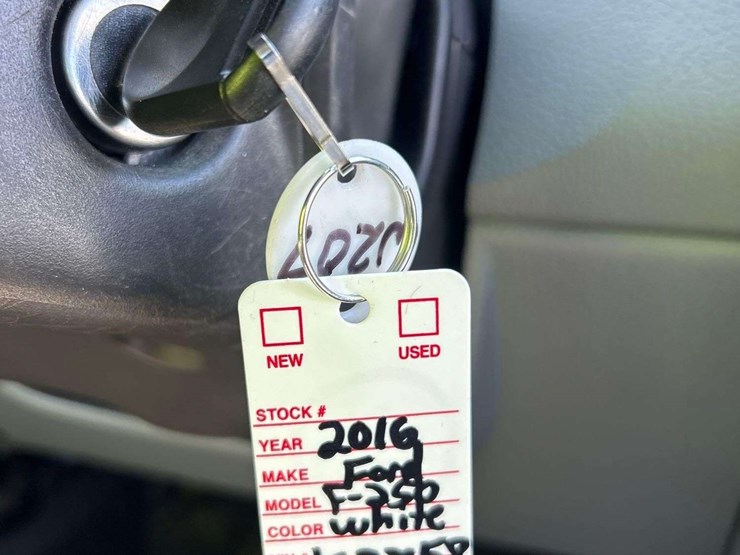 NEW USED
STOCK #
YEAR 2016
MAKE Ford
MODEL F-250
COLOR white